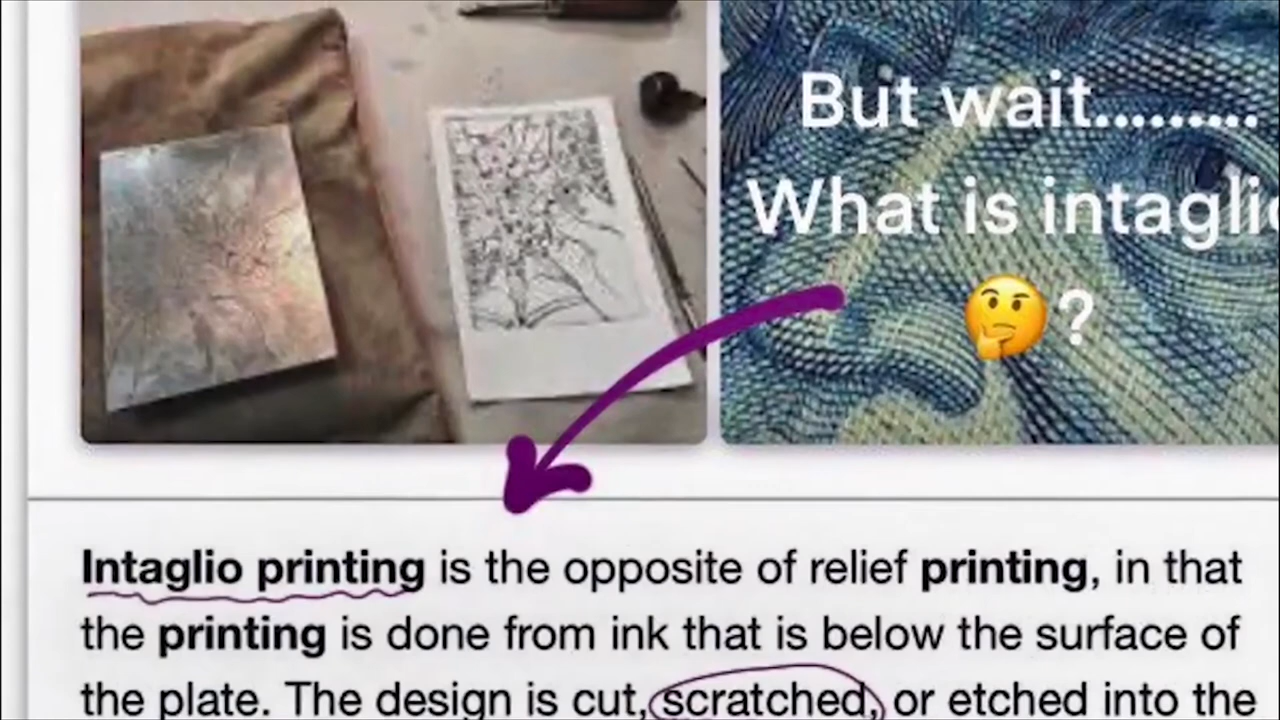 But wait.........
What is intaglio
🤔?
Intaglio printing is the opposite of relief printing, in that
the printing is done from ink that is below the surface of
the plate. The design is cut, scratched, or etched into the